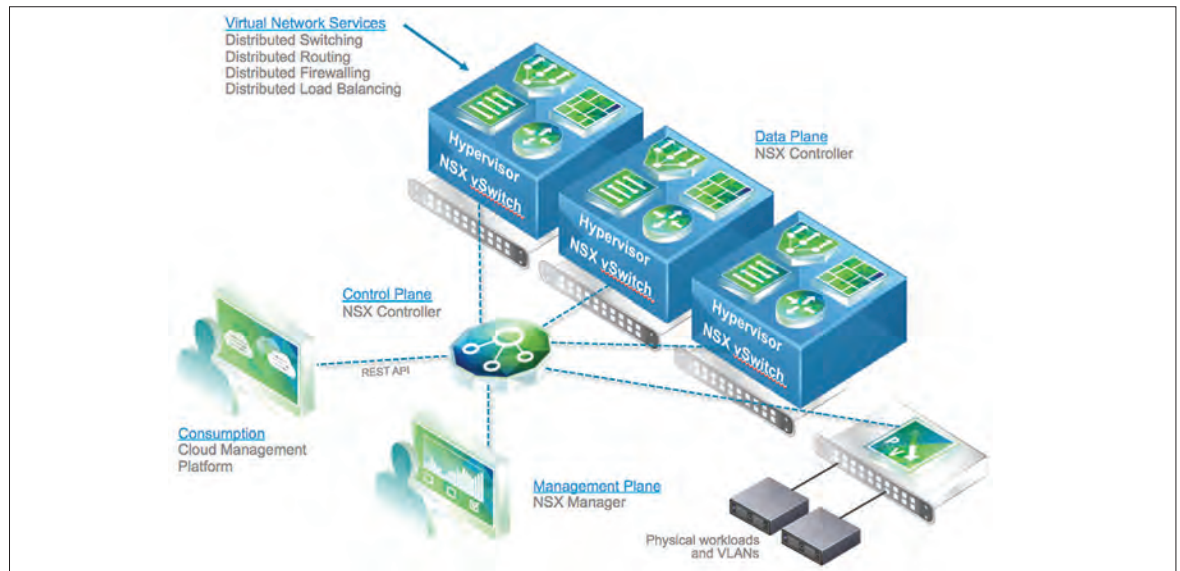 Virtual Network Services
Distributed Switching
Distributed Routing
Distributed Firewalling
Distributed Load Balancing
Hypervisor
NSX vSwitch
Data Plane
NSX Controller
Hypervisor
NSX vSwitch
Hypervisor
NSX vSwitch
Control Plane
NSX Controller
REST API
Consumption
Cloud Management
Platform
Management Plane
NSX Manager
P
V
Physical workloads
and VLANs